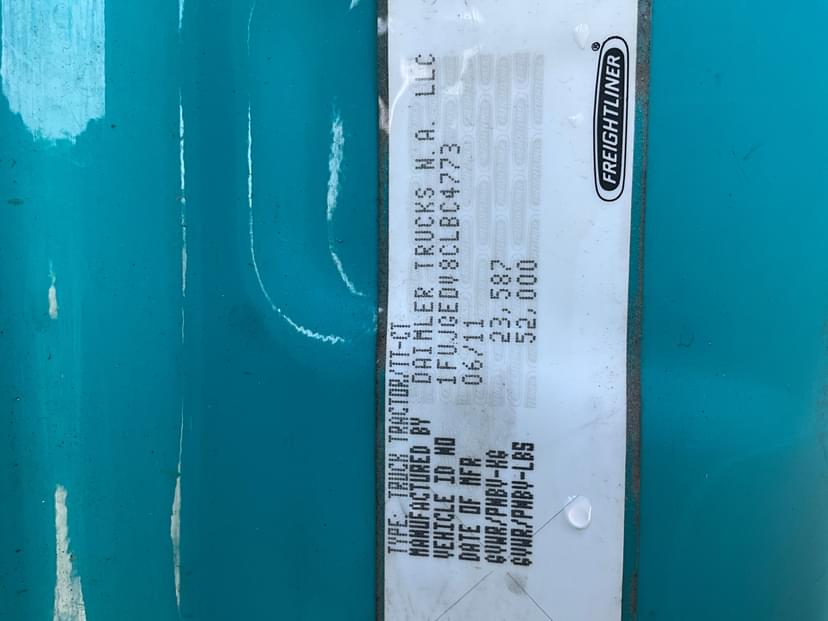 FREIGHTLINER®
TYPE: TRUCK TRACTOR/TT-CT
MANUFACTURED BY DAIMLER TRUCKS N.A. LLC
VEHICLE ID NO 1FUJGEDV8CLBC4773
DATE OF MFR 06/11
GVWR/PNBV-KG 23,587
GVWR/PNBV-LBS 52,000